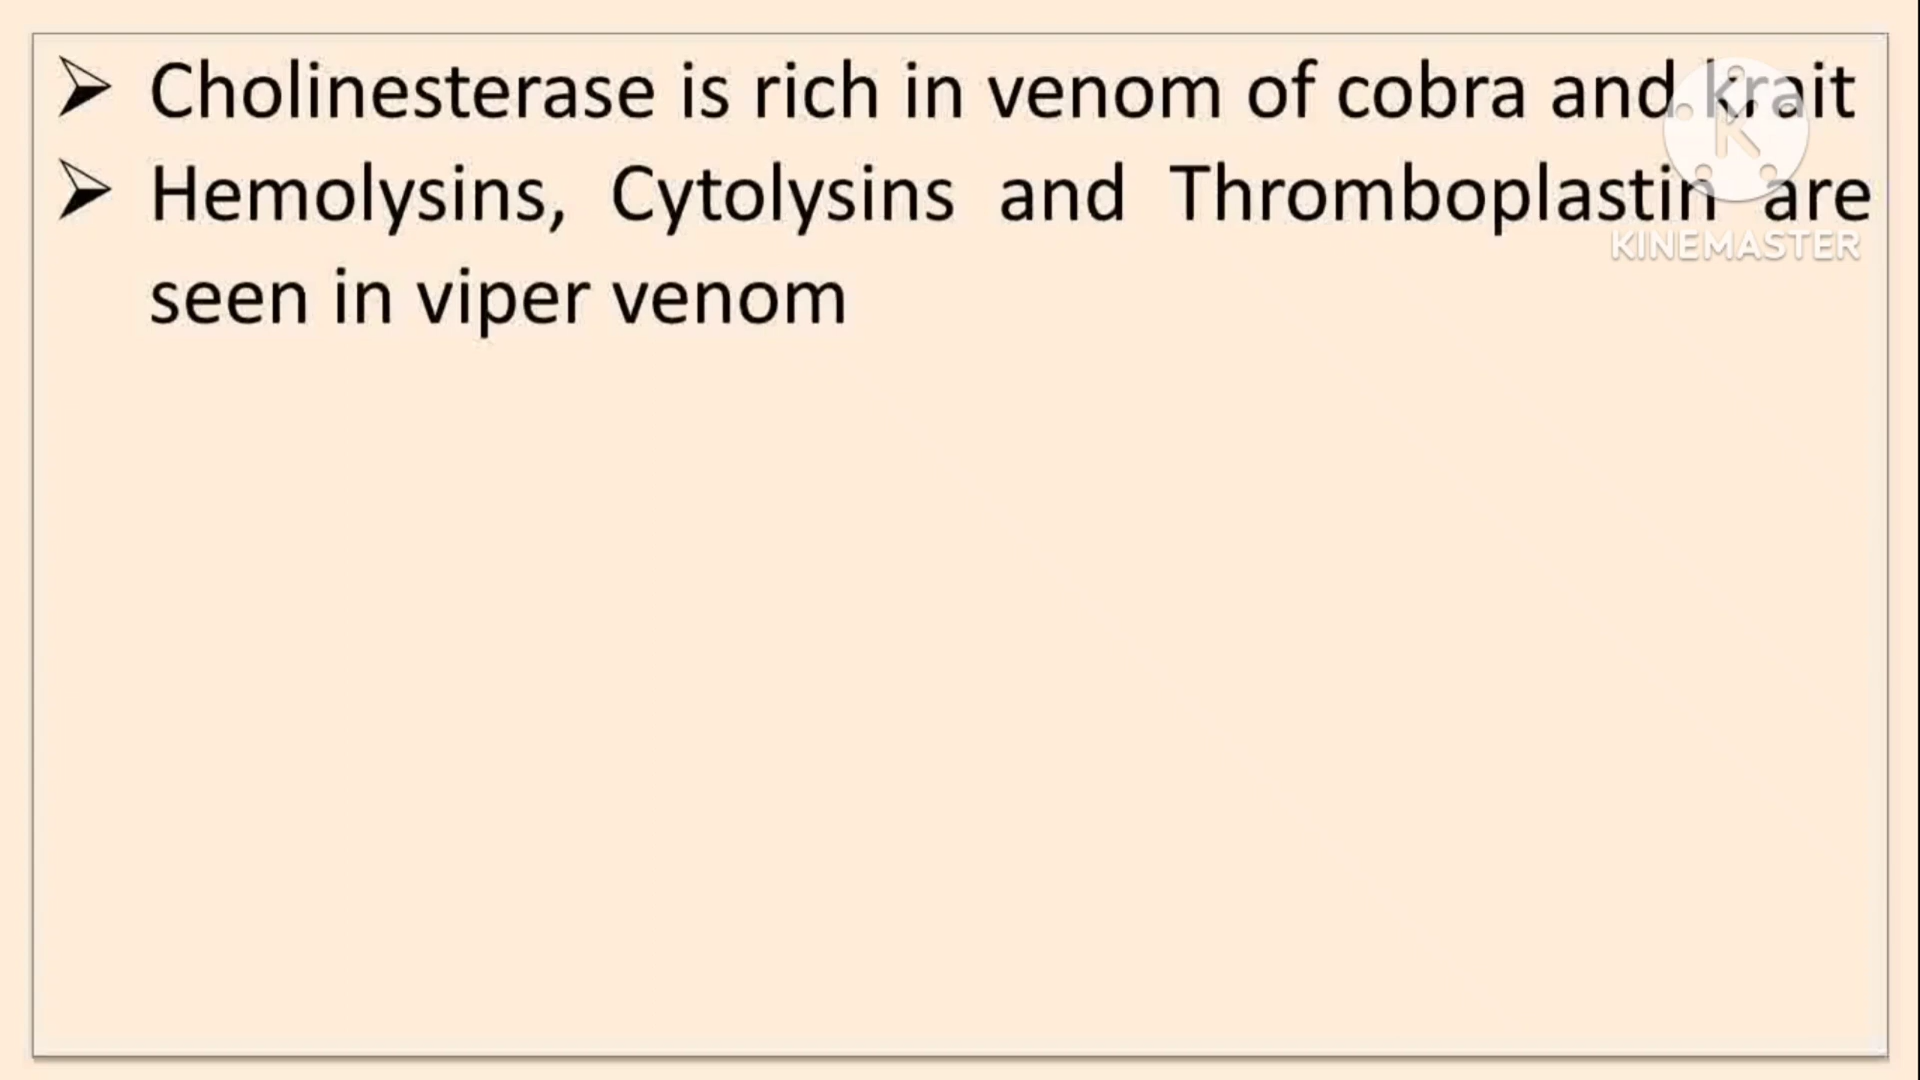 ➢ Cholinesterase is rich in venom of cobra and krait
➢ Hemolysins, Cytolysins and Thromboplastin are
seen in viper venom
K
KINEMASTER